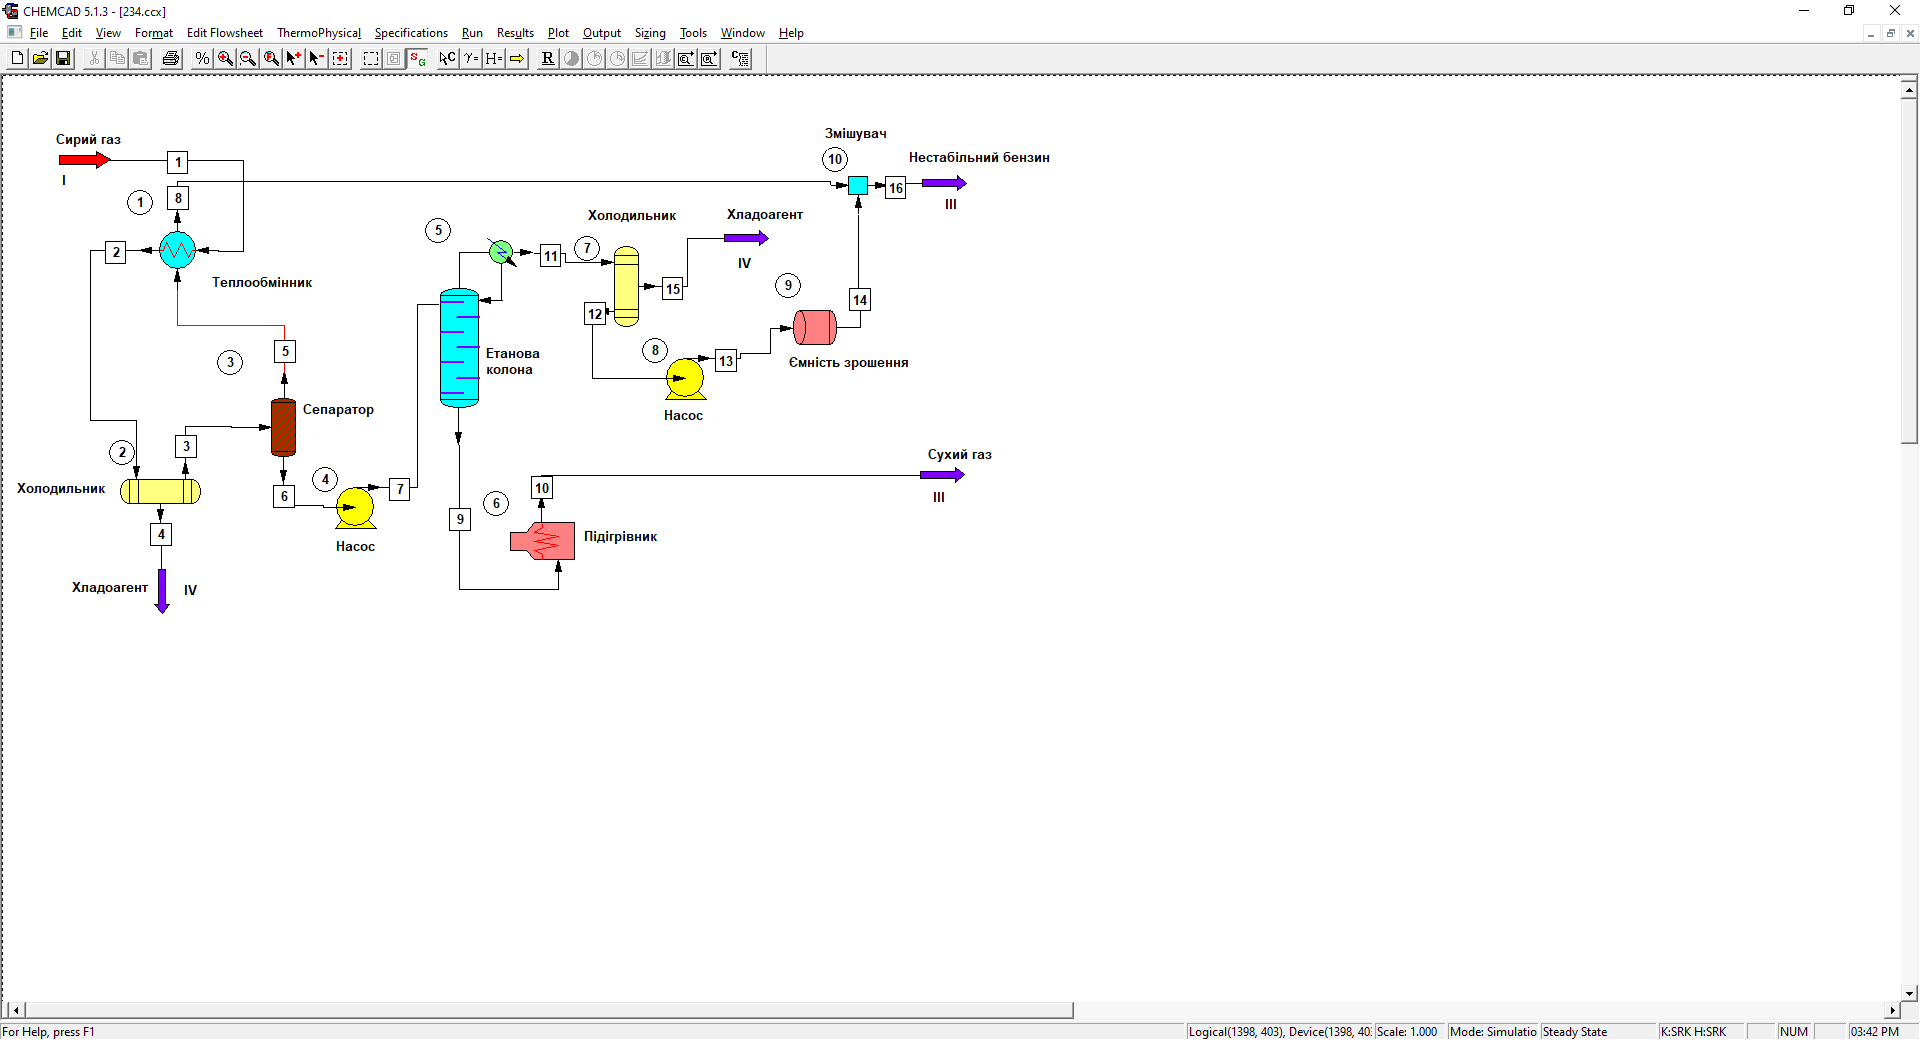 CHEMCAD 5.1.3 - [234.ccx]
File Edit View Format Edit Flowsheet ThermoPhysical Specifications Run Results Plot Output Sizing Tools Window Help
Сирий газ
I
1
8
1
2
Теплообмінник
5
3
Сепаратор
2
3
Холодильник
4
Хладоагент
IV
6
4
7
Насос
5
Етанова
колона
9
6
10
Підігрівник
Сухий газ
III
11
7
Холодильник
12
15
Хладоагент
IV
8
13
Насос
9
Ємність зрошення
14
Змішувач
10
16
Нестабільний бензин
III
For Help, press F1
Logical(1398, 403), Device(1398, 40
Scale: 1.000
Mode: Simulatio
Steady State
K:SRK H:SRK
NUM
03:42 PM